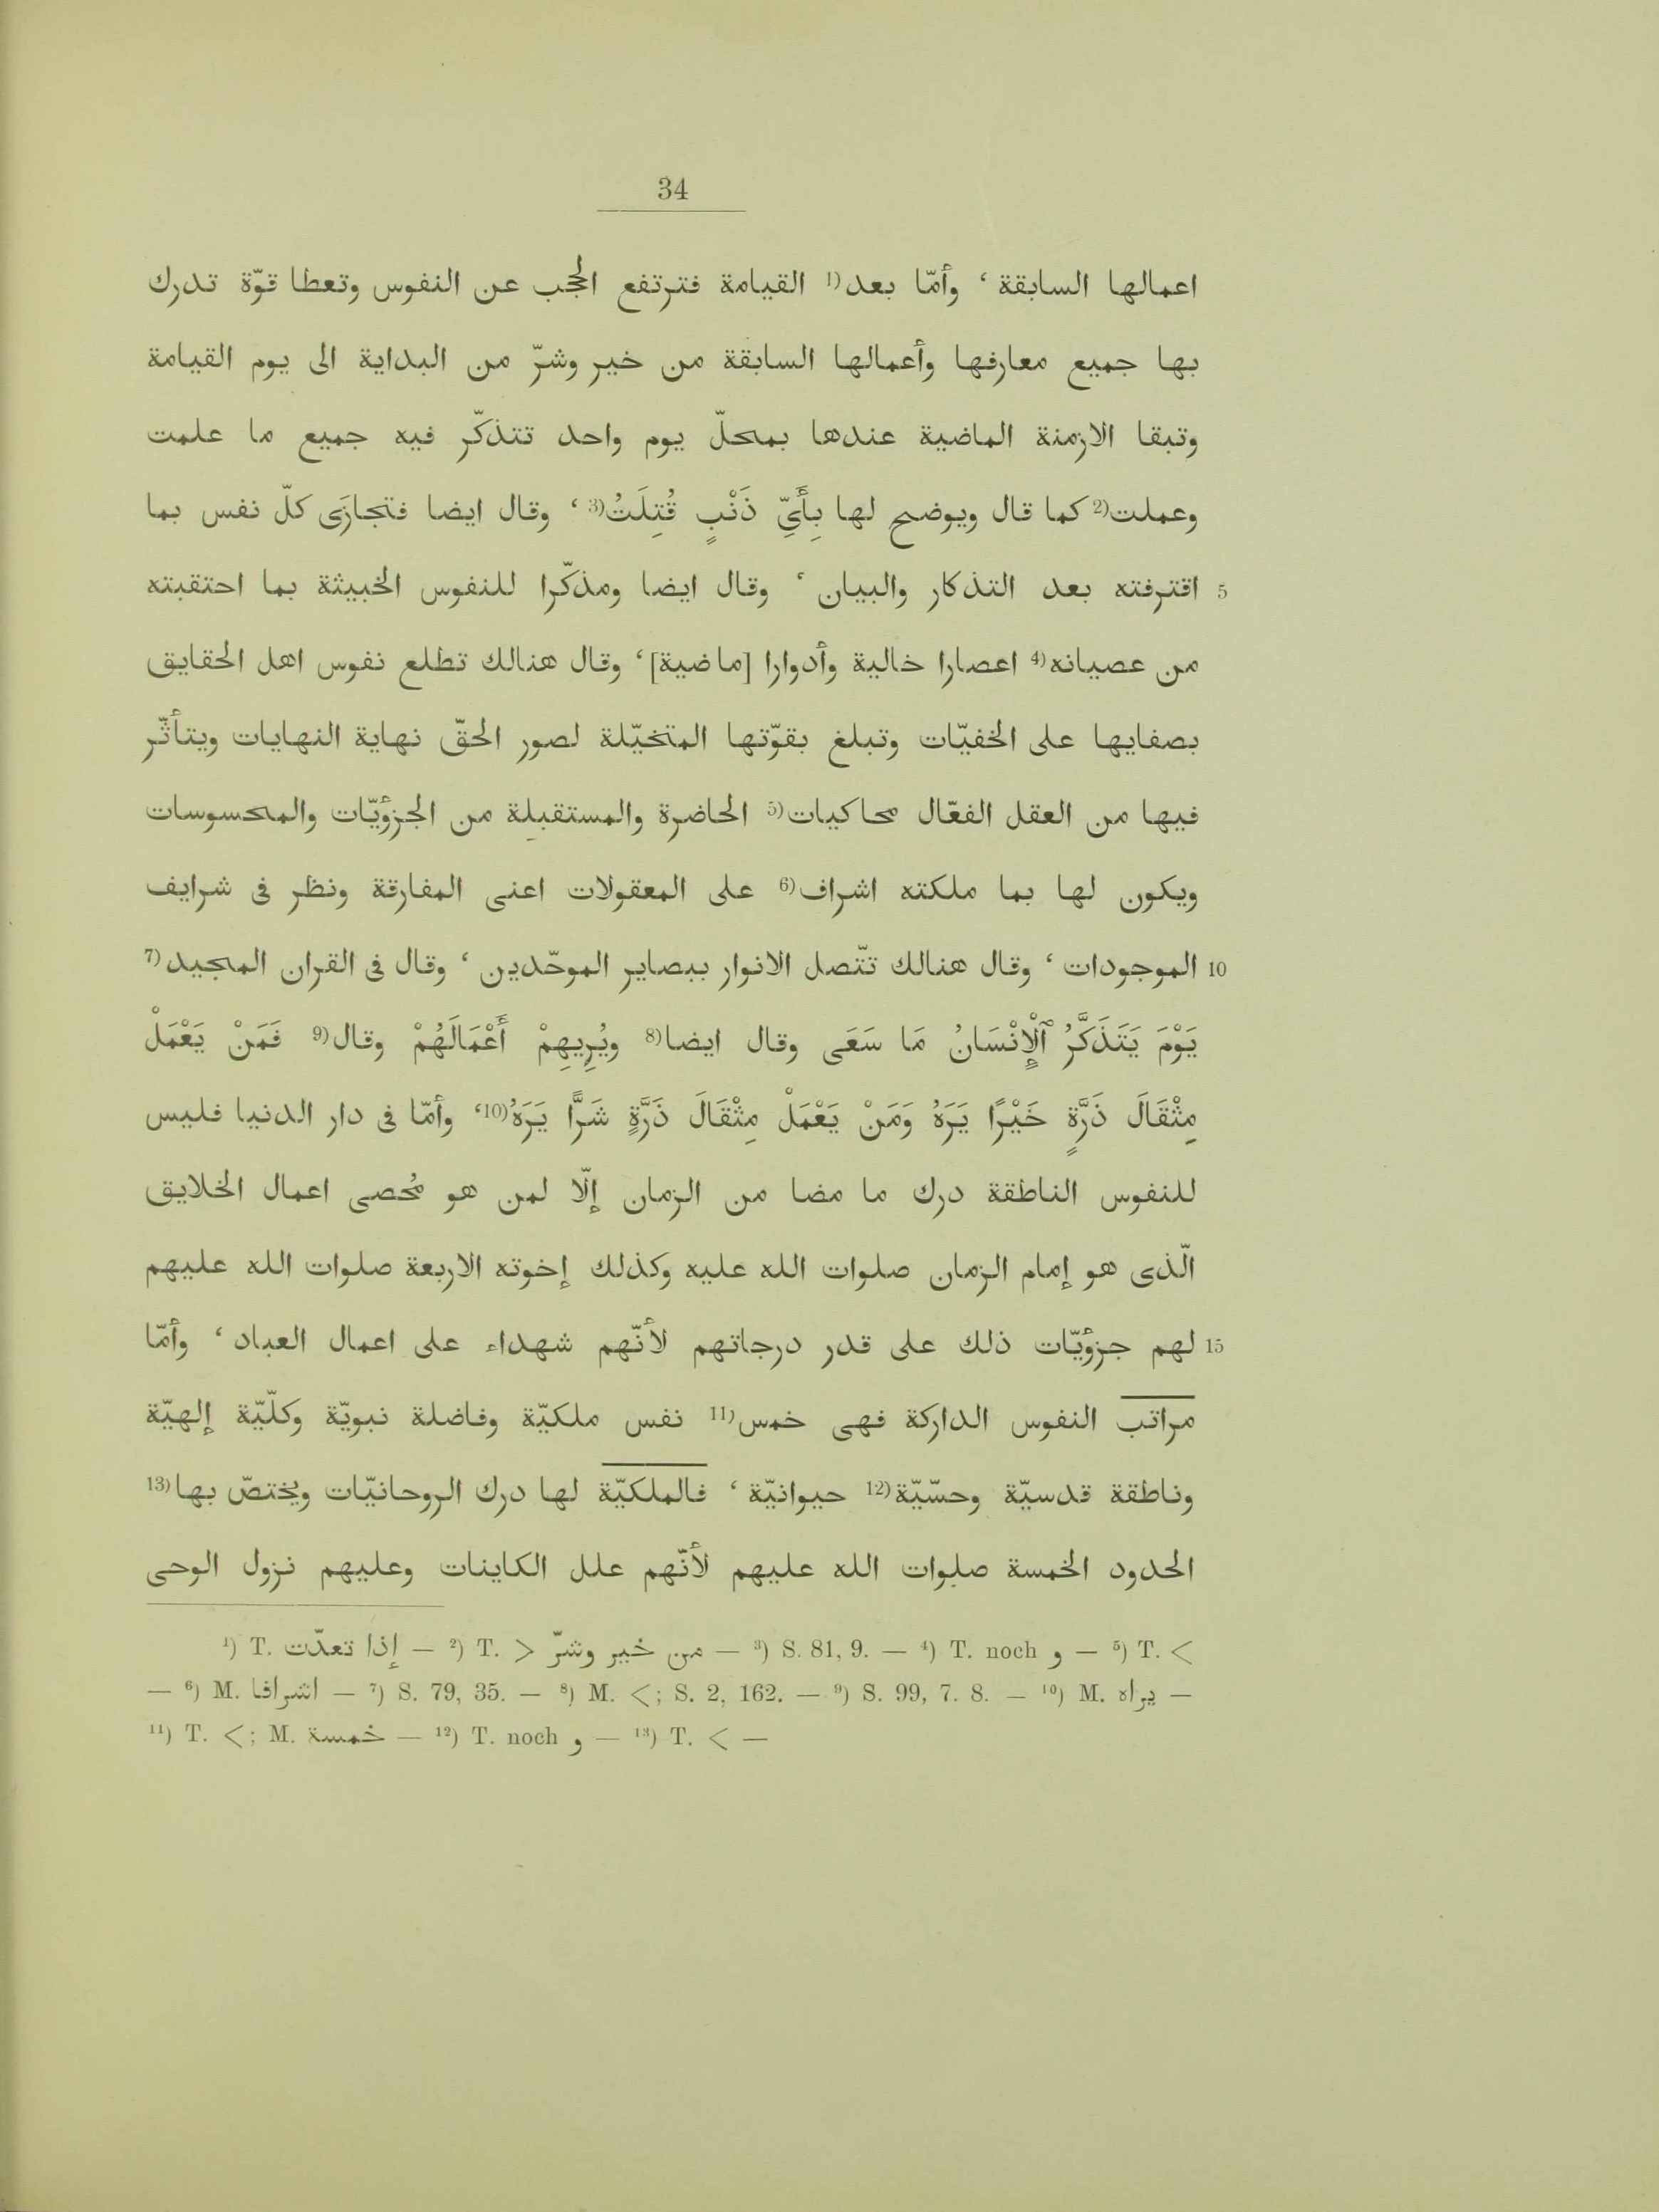 34
اعمالها السابقة ، وأمّا بعد(1 القيامة فترتفع الحجب عن النفوس وتعطا قوّة تدرك
بها جميع معارفها وأعمالها السابقة من خير وشرّ من البداية الى يوم القيامة
وتبقا الازمنة الماضية عندها بمحلّ يوم واحد تتذكّر فيه جميع ما علمت
وعملت(2 كما قال ويوضح لها بِأَيِّ ذَنْبٍ قُتِلَتْ(3 ، وقال ايضا فتجازَى كلّ نفس بما
5 اقترفته بعد التذكار والبيان ، وقال ايضا ومذكّرا للنفوس الخبيثة بما احتقبته
من عصيانه(4 اعصارا خالية وأدوارا [ماضية] ، وقال هنالك تطلع نفوس اهل الحقايق
بصفايها على الخفيّات وتبلغ بقوّتها المتخيّلة لصور الحقّ نهاية النهايات ويتأثّر
فيها من العقل الفعّال محاكيات(5 الحاضرة والمستقبلة من الجزؤيّات والمحسوسات
ويكون لها بما ملكته اشراف(6 على المعقولات اعنى المفارقة ونظر فى شرايف
10 الموجودات ، وقال هنالك تتّصل الانوار ببصاير الموحّدين ، وقال فى القران المجيد(7
يَوْمَ يَتَذَكَّرُ ٱلْإِنْسَانُ مَا سَعَى وقال ايضا(8 ويُرِيهِمْ أَعْمَالَهُمْ وقال(9 فَمَنْ يَعْمَلْ
مِثْقَالَ ذَرَّةٍ خَيْرًا يَرَهُ وَمَنْ يَعْمَلْ مِثْقَالَ ذَرَّةٍ شَرًّا يَرَهُ(10، وأمّا فى دار الدنيا فليس
للنفوس الناطقة درك ما مضا من الزمان إلّا لمن هو مُحصى اعمال الخلايق
الّذى هو إمام الزمان صلوات الله عليه وكذلك إخوته الاربعة صلوات الله عليهم
15 لهم جزؤيّات ذلك على قدر درجاتهم لأنّهم شهداء على اعمال العباد ، وأمّا
مراتب النفوس الداركة فهى خمس(11 نفس ملكيّة وفاضلة نبويّة وكلّيّة إلهيّة
وناطقة قدسيّة وحسّيّة(12 حيوانيّة ، فالملكيّة لها درك الروحانيّات ويختصّ بها(13
الحدود الخمسة صلوات الله عليهم لأنّهم علل الكاينات وعليهم نزول الوحى
1) T. إذا تعدّت — 2) T. > من خير وشرّ — 3) S. 81, 9. — 4) T. noch و — 5) T. <
— 6) M. اشرافا — 7) S. 79, 35. — 8) M. <; S. 2, 162. — 9) S. 99, 7. 8. — 10) M. يراه —
11) T. <; M. خمسة — 12) T. noch و — 13) T. < —